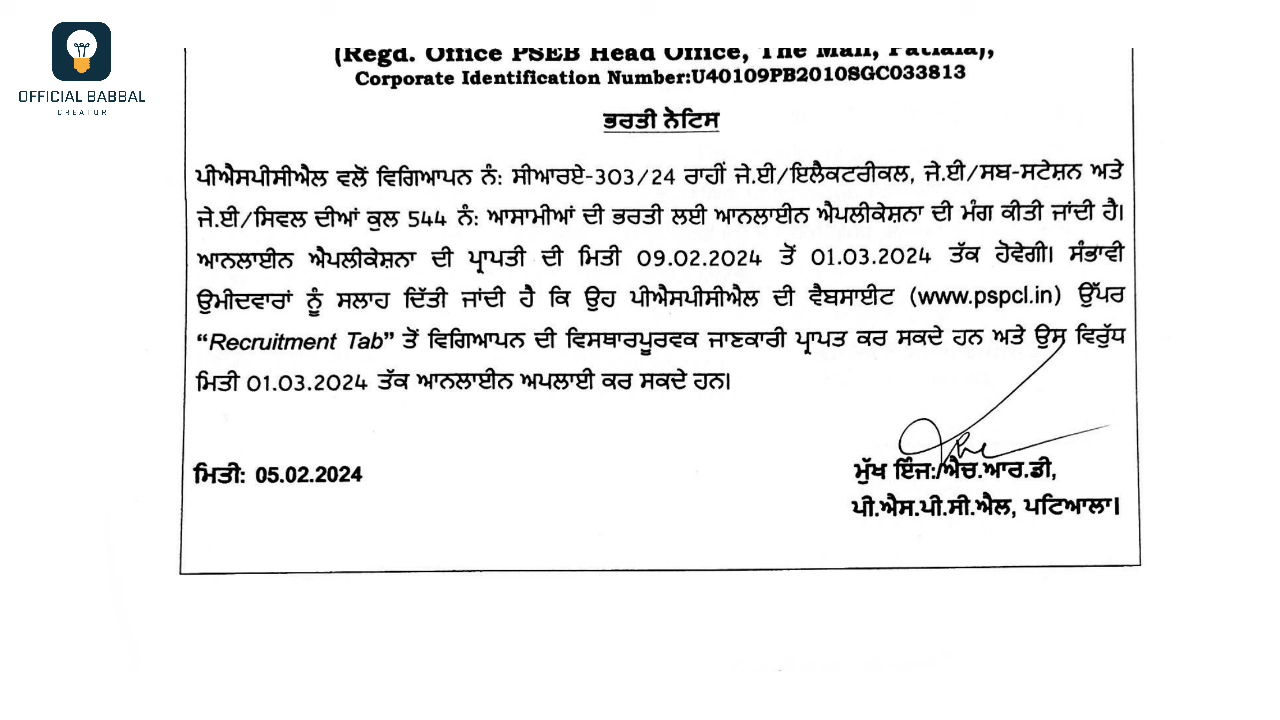 OFFICIAL BABBAL
CREATOR
(Regd. Office PSEB Head Office, The Mall, Patiala),
Corporate Identification Number:U40109PB2010SGC033813
ਭਰਤੀ ਨੋਟਿਸ
ਪੀਐਸਪੀਸੀਐਲ ਵਲੋਂ ਵਿਗਿਆਪਨ ਨੰ: ਸੀਆਰਏ-303/24 ਰਾਹੀਂ ਜੇ.ਈ/ਇਲੈਕਟਰੀਕਲ, ਜੇ.ਈ/ਸਬ-ਸਟੇਸ਼ਨ ਅਤੇ
ਜੇ.ਈ/ਸਿਵਲ ਦੀਆਂ ਕੁਲ 544 ਨੰ: ਆਸਾਮੀਆਂ ਦੀ ਭਰਤੀ ਲਈ ਆਨਲਾਈਨ ਐਪਲੀਕੇਸ਼ਨਾ ਦੀ ਮੰਗ ਕੀਤੀ ਜਾਂਦੀ ਹੈ।
ਆਨਲਾਈਨ ਐਪਲੀਕੇਸ਼ਨਾ ਦੀ ਪ੍ਰਾਪਤੀ ਦੀ ਮਿਤੀ 09.02.2024 ਤੋਂ 01.03.2024 ਤੱਕ ਹੋਵੇਗੀ। ਸੰਭਾਵੀ
ਉਮੀਦਵਾਰਾਂ ਨੂੰ ਸਲਾਹ ਦਿੱਤੀ ਜਾਂਦੀ ਹੈ ਕਿ ਉਹ ਪੀਐਸਪੀਸੀਐਲ ਦੀ ਵੈਬਸਾਈਟ (www.pspcl.in) ਉੱਪਰ
“Recruitment Tab” ਤੋਂ ਵਿਗਿਆਪਨ ਦੀ ਵਿਸਥਾਰਪੂਰਵਕ ਜਾਣਕਾਰੀ ਪ੍ਰਾਪਤ ਕਰ ਸਕਦੇ ਹਨ ਅਤੇ ਉਸ ਵਿਰੁੱਧ
ਮਿਤੀ 01.03.2024 ਤੱਕ ਆਨਲਾਈਨ ਅਪਲਾਈ ਕਰ ਸਕਦੇ ਹਨ।
ਮਿਤੀ: 05.02.2024
ਮੁੱਖ ਇੰਜ:/ਐਚ.ਆਰ.ਡੀ,
ਪੀ.ਐਸ.ਪੀ.ਸੀ.ਐਲ, ਪਟਿਆਲਾ।